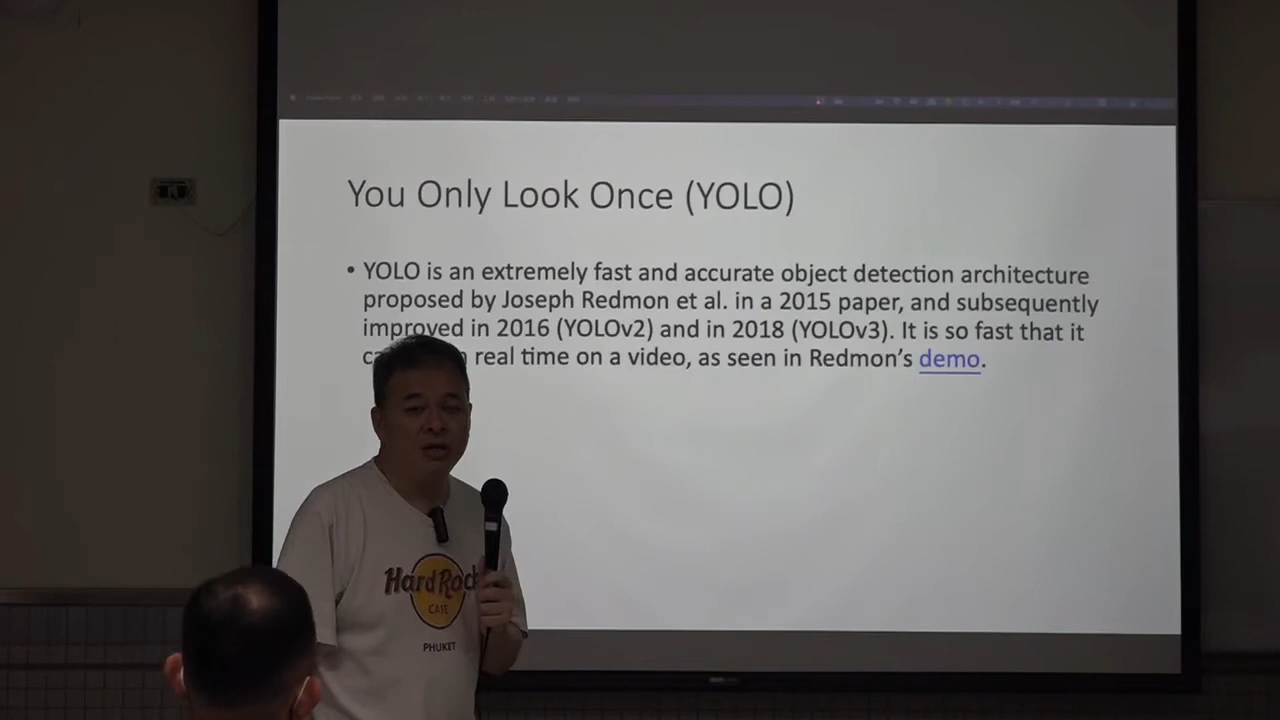 You Only Look Once (YOLO)
• YOLO is an extremely fast and accurate object detection architecture
proposed by Joseph Redmon et al. in a 2015 paper, and subsequently
improved in 2016 (YOLOv2) and in 2018 (YOLOv3). It is so fast that it
real time on a video, as seen in Redmon’s demo.
Hard Rock
CAFE
PHUKET